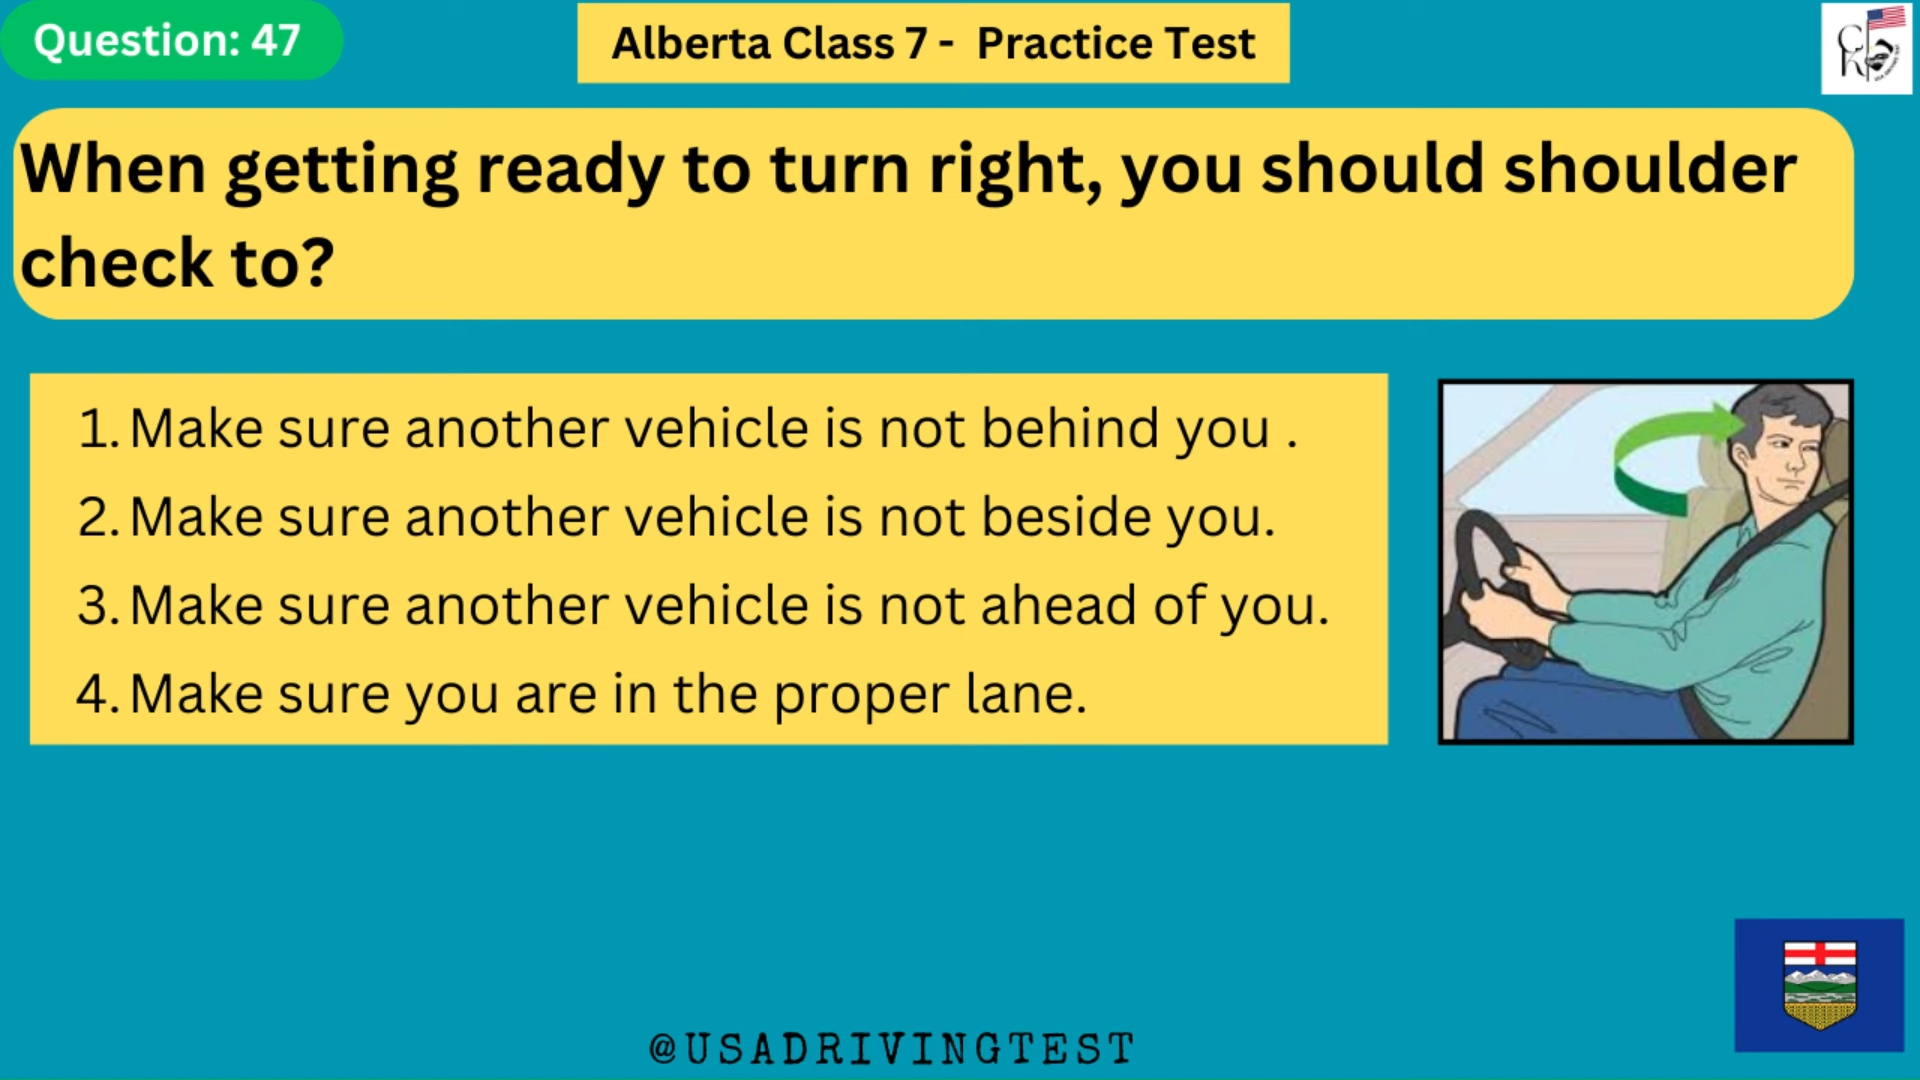 Question: 47
Alberta Class 7 - Practice Test
When getting ready to turn right, you should shoulder
check to?
1. Make sure another vehicle is not behind you .
2. Make sure another vehicle is not beside you.
3. Make sure another vehicle is not ahead of you.
4. Make sure you are in the proper lane.
@USADRIVINGTEST